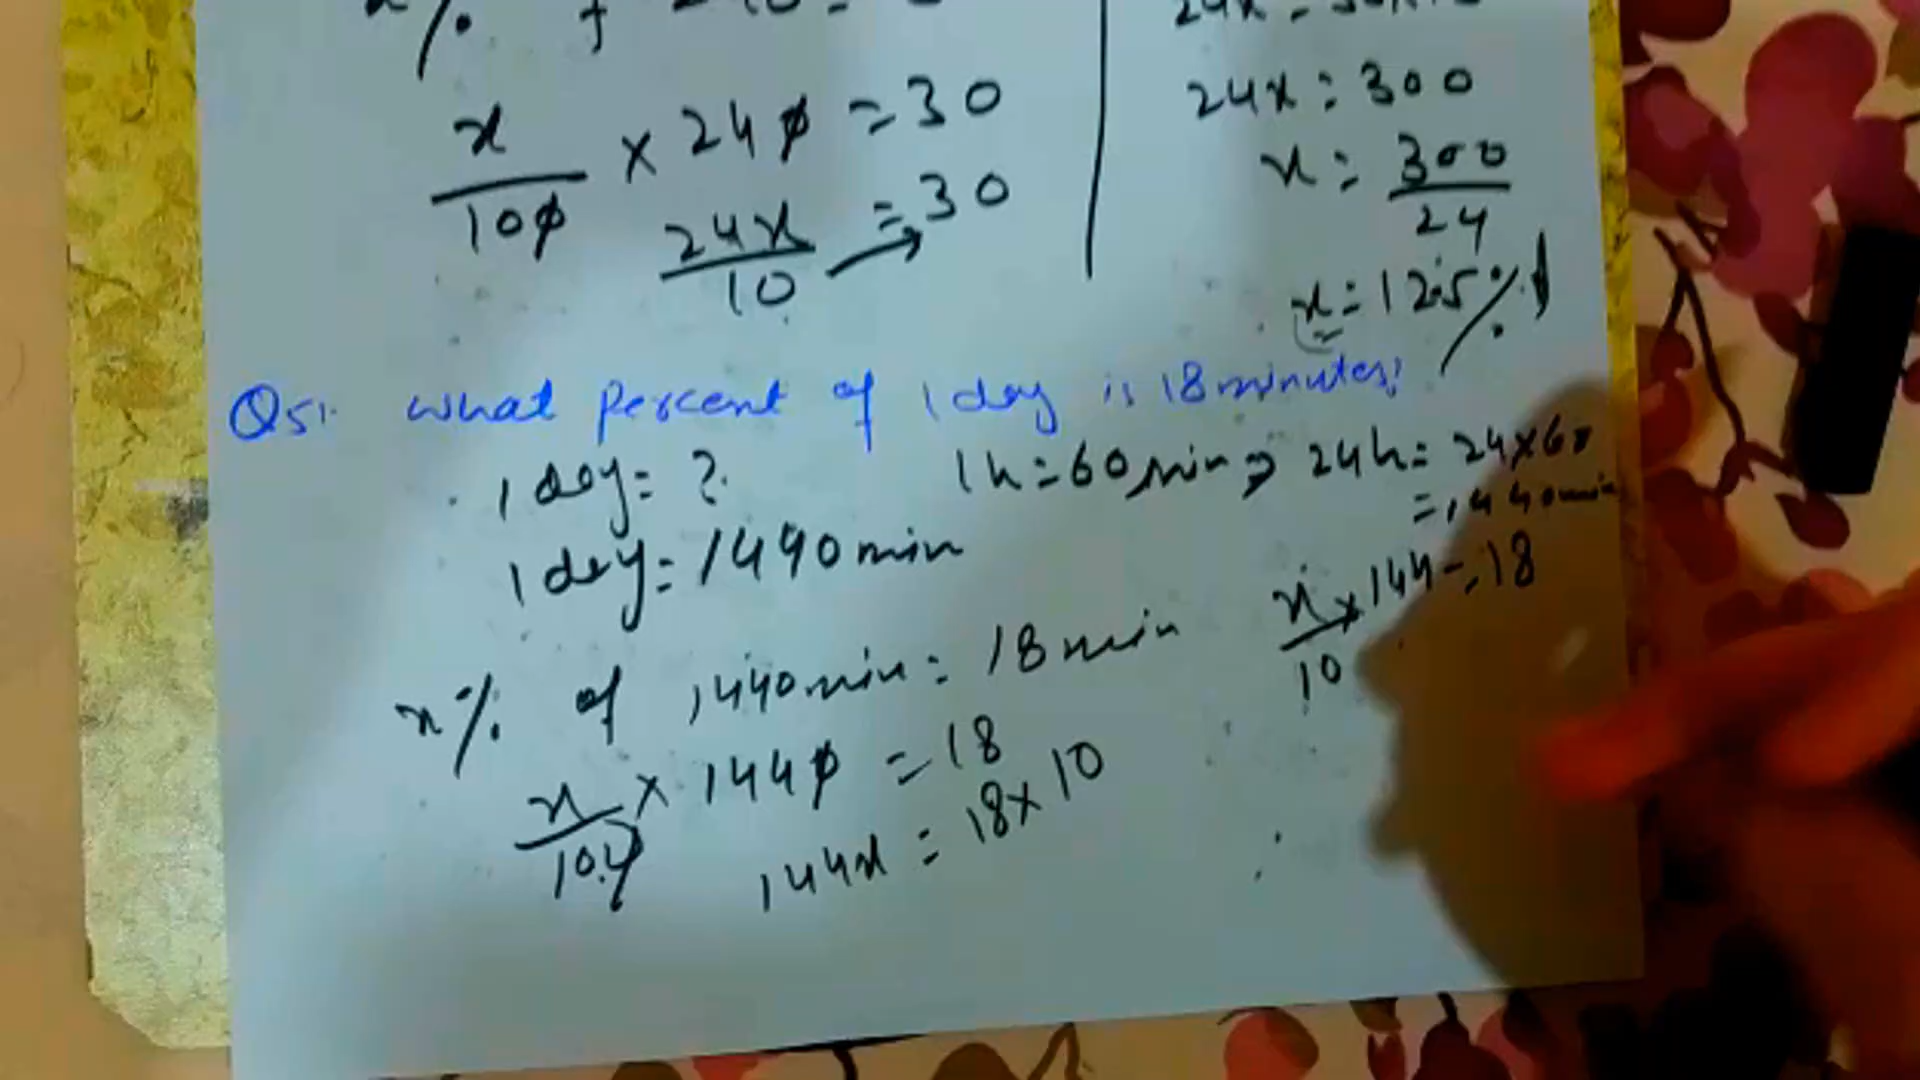 x/100 × 240 = 30
24x/10 = 30
24x = 300
x = 300/24
x = 12.5%
Q5. What percent of 1 day is 18 minutes?
1 day = ?
1h = 60 min ⇒ 24h = 24×60
= 1440 min
1 day = 1440 min
x% of 1440 min = 18 min
x/100 × 1440 = 18
144x = 18×10
x/10 × 144 = 18